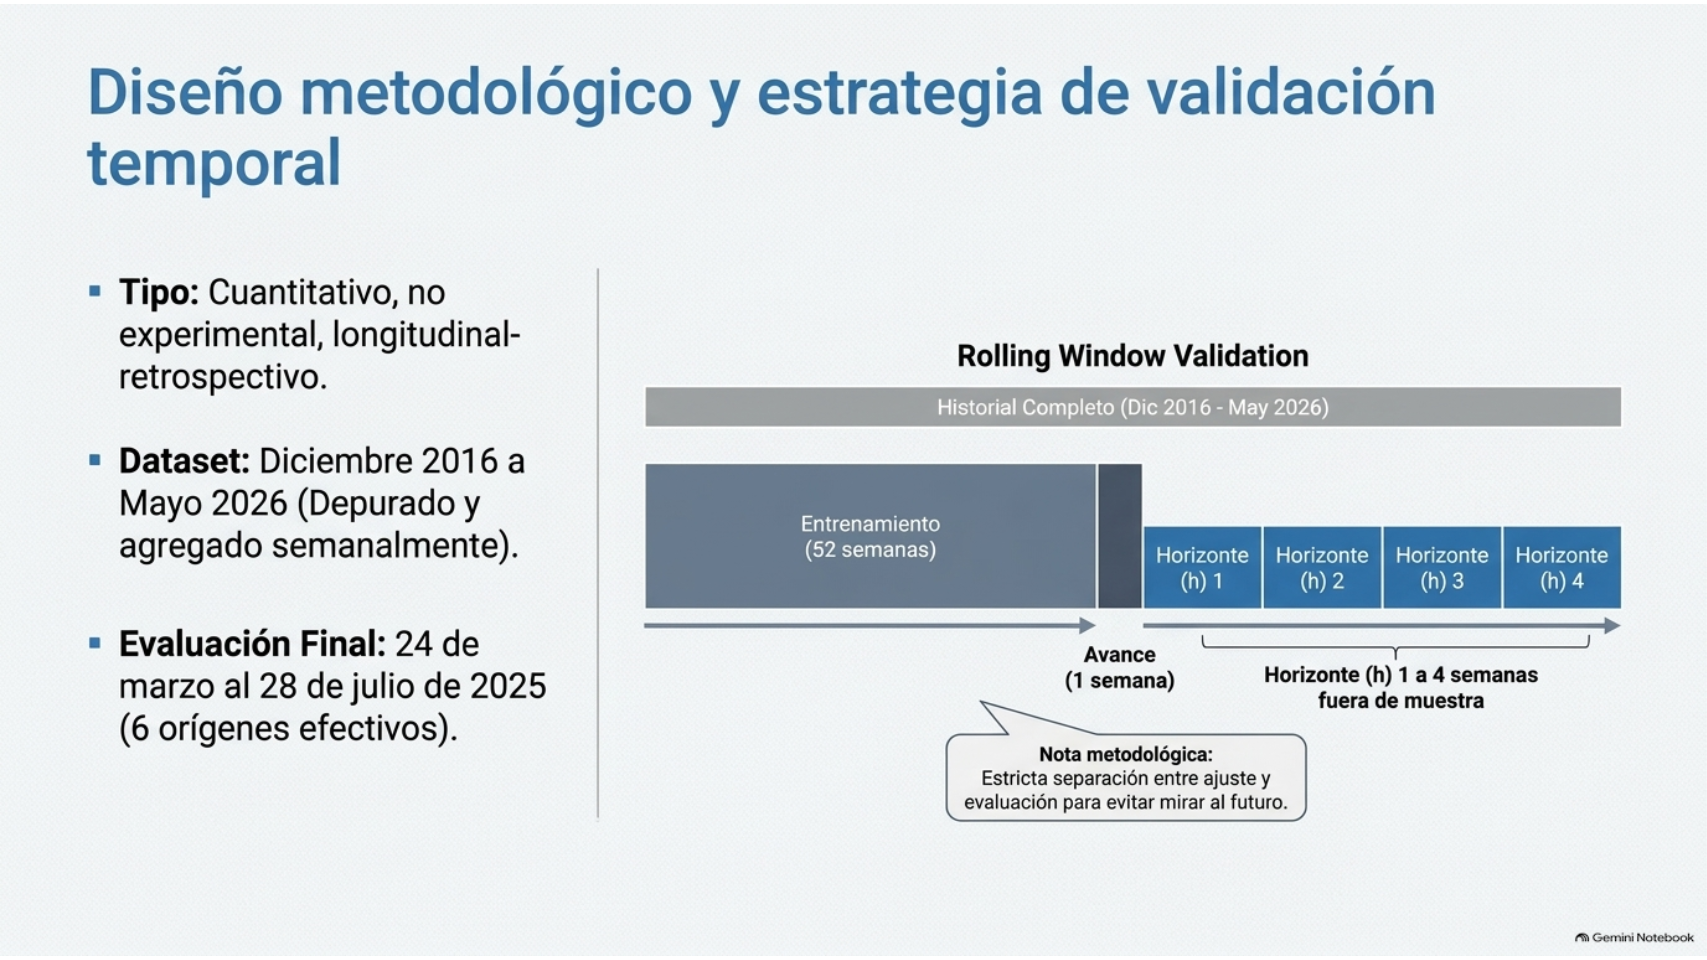 Diseño metodológico y estrategia de validación
temporal
▪ Tipo: Cuantitativo, no
experimental, longitudinal-
retrospectivo.
▪ Dataset: Diciembre 2016 a
Mayo 2026 (Depurado y
agregado semanalmente).
▪ Evaluación Final: 24 de
marzo al 28 de julio de 2025
(6 orígenes efectivos).
Rolling Window Validation
Historial Completo (Dic 2016 - May 2026)
Entrenamiento
(52 semanas)
Horizonte
(h) 1
Horizonte
(h) 2
Horizonte
(h) 3
Horizonte
(h) 4
Avance
(1 semana)
Horizonte (h) 1 a 4 semanas
fuera de muestra
Nota metodológica:
Estricta separación entre ajuste y
evaluación para evitar mirar al futuro.
Gemini Notebook